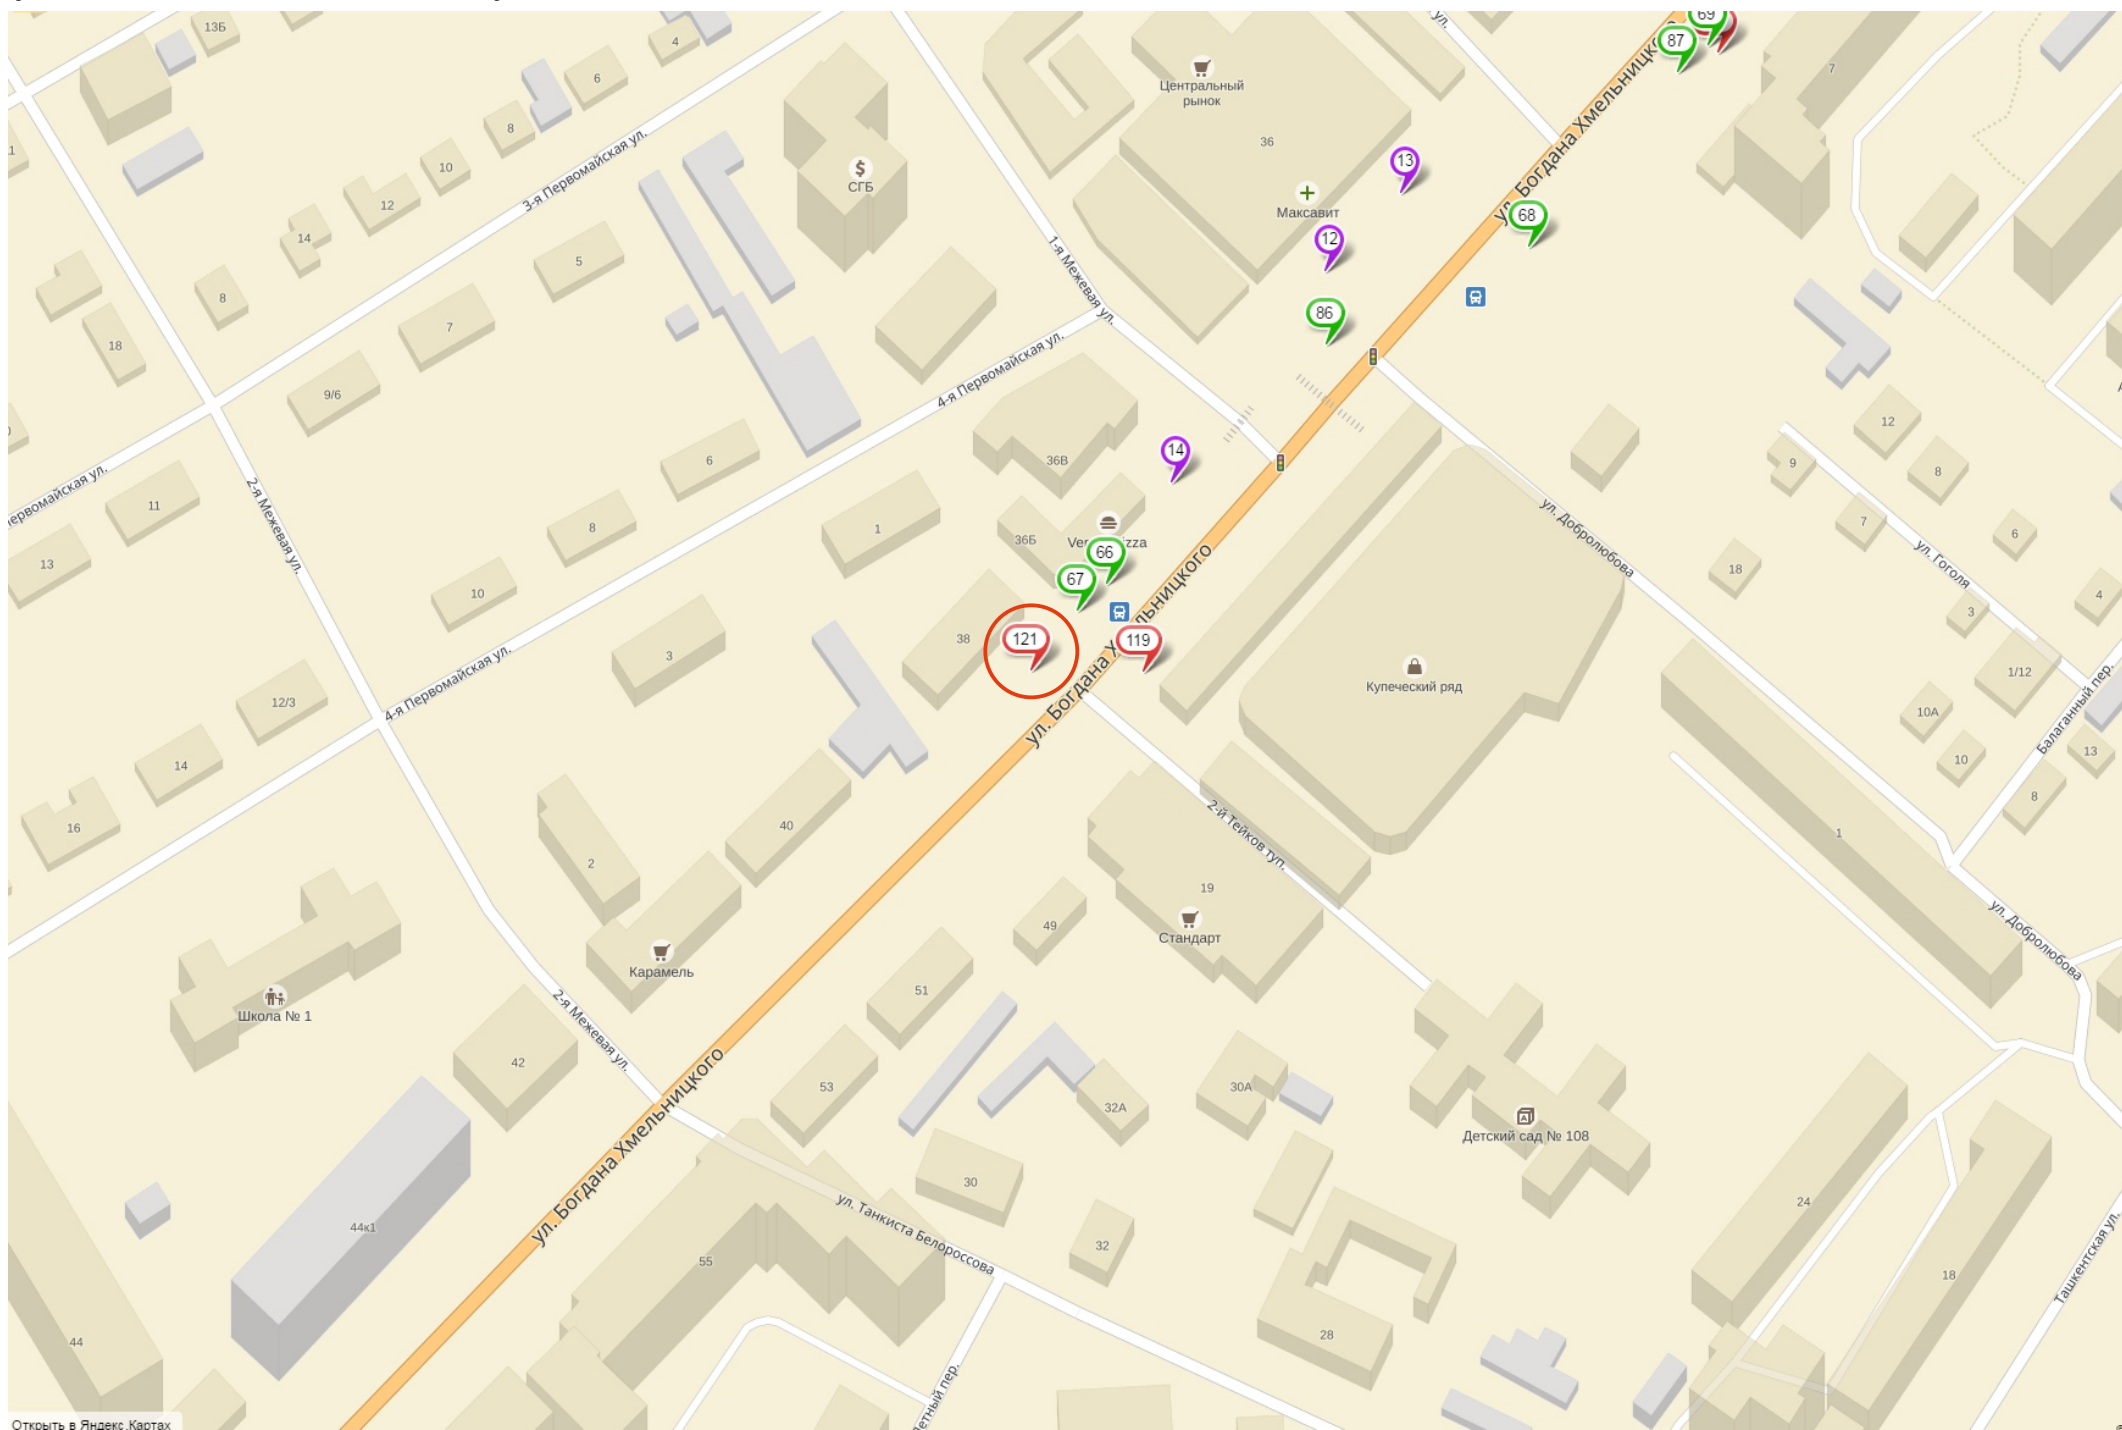 13Б
4
6
8
10
12
14
8
18
3-я Первомайская ул.
СГБ
5
7
9/6
Центральный
рынок
36
Максавит
13
12
86
68
87
69
7
ул. Богдана Хмельницкого
1-я Межевая ул.
4-я Первомайская ул.
36В
14
36Б
66
67
121
119
38
1
6
8
10
3
11
13
2-я Межевая ул.
12/3
14
16
4-я Первомайская ул.
ул. Богдана Хмельницкого
Купеческий ряд
ул. Добролюбова
12
9
8
7
6
ул. Гоголя
18
4
3
1/12
10А
10
13
8
Балаганный пер.
1
ул. Добролюбова
2-й Тейков туп.
19
Стандарт
49
51
53
40
2
Карамель
Школа № 1
42
2-я Межевая ул.
ул. Богдана Хмельницкого
44к1
44
55
30
32А
32
30А
28
ул. Танкиста Белороссова
Детский сад № 108
24
18
Ташкентская ул.
Открыть в Яндекс.Картах